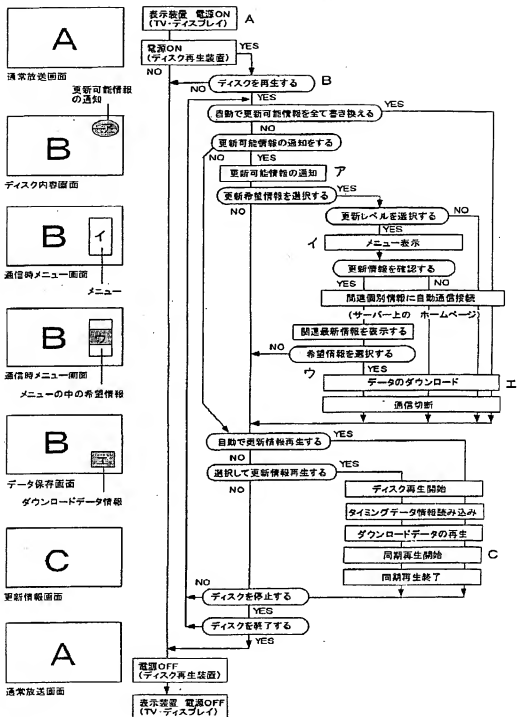 A
通常放送画面
更新可能情報
の通知
B
ディスク内容画面
B
イ
メニュー
通信時メニュー画面
B
ウ
通信時メニュー画面
メニューの中の希望情報
B
エ
データ保存画面
ダウンロードデータ情報
C
更新情報画面
A
通常放送画面
表示装置 電源ON
(TV・ディスプレイ)
A
電源ON
(ディスク再生装置)
YES
NO
B
ディスクを再生する
NO
YES
自動で更新可能情報を全て書き換える
YES
NO
更新可能情報の通知をする
NO
YES
ア
更新可能情報の通知
更新希望情報を選択する
YES
NO
更新レベルを選択する
NO
YES
イ
メニュー表示
更新情報を確認する
YES
NO
関連個別情報に自動通信接続
(サーバー上の ホームページ)
関連最新情報を表示する
NO
希望情報を選択する
ウ
YES
データのダウンロード
エ
通信切断
自動で更新情報再生する
YES
NO
選択して更新情報再生する
YES
NO
ディスク再生開始
タイミングデータ情報読み込み
ダウンロードデータの再生
同期再生開始
C
同期再生終了
NO
ディスクを停止する
YES
ディスクを終了する
YES
電源OFF
(ディスク再生装置)
表示装置 電源OFF
(TV・ディスプレイ)